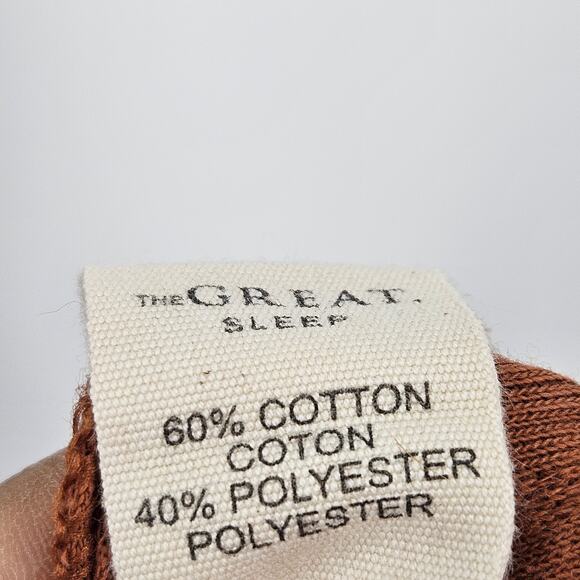 THE GREAT.
SLEEP
60% COTTON
COTON
40% POLYESTER
POLYESTER